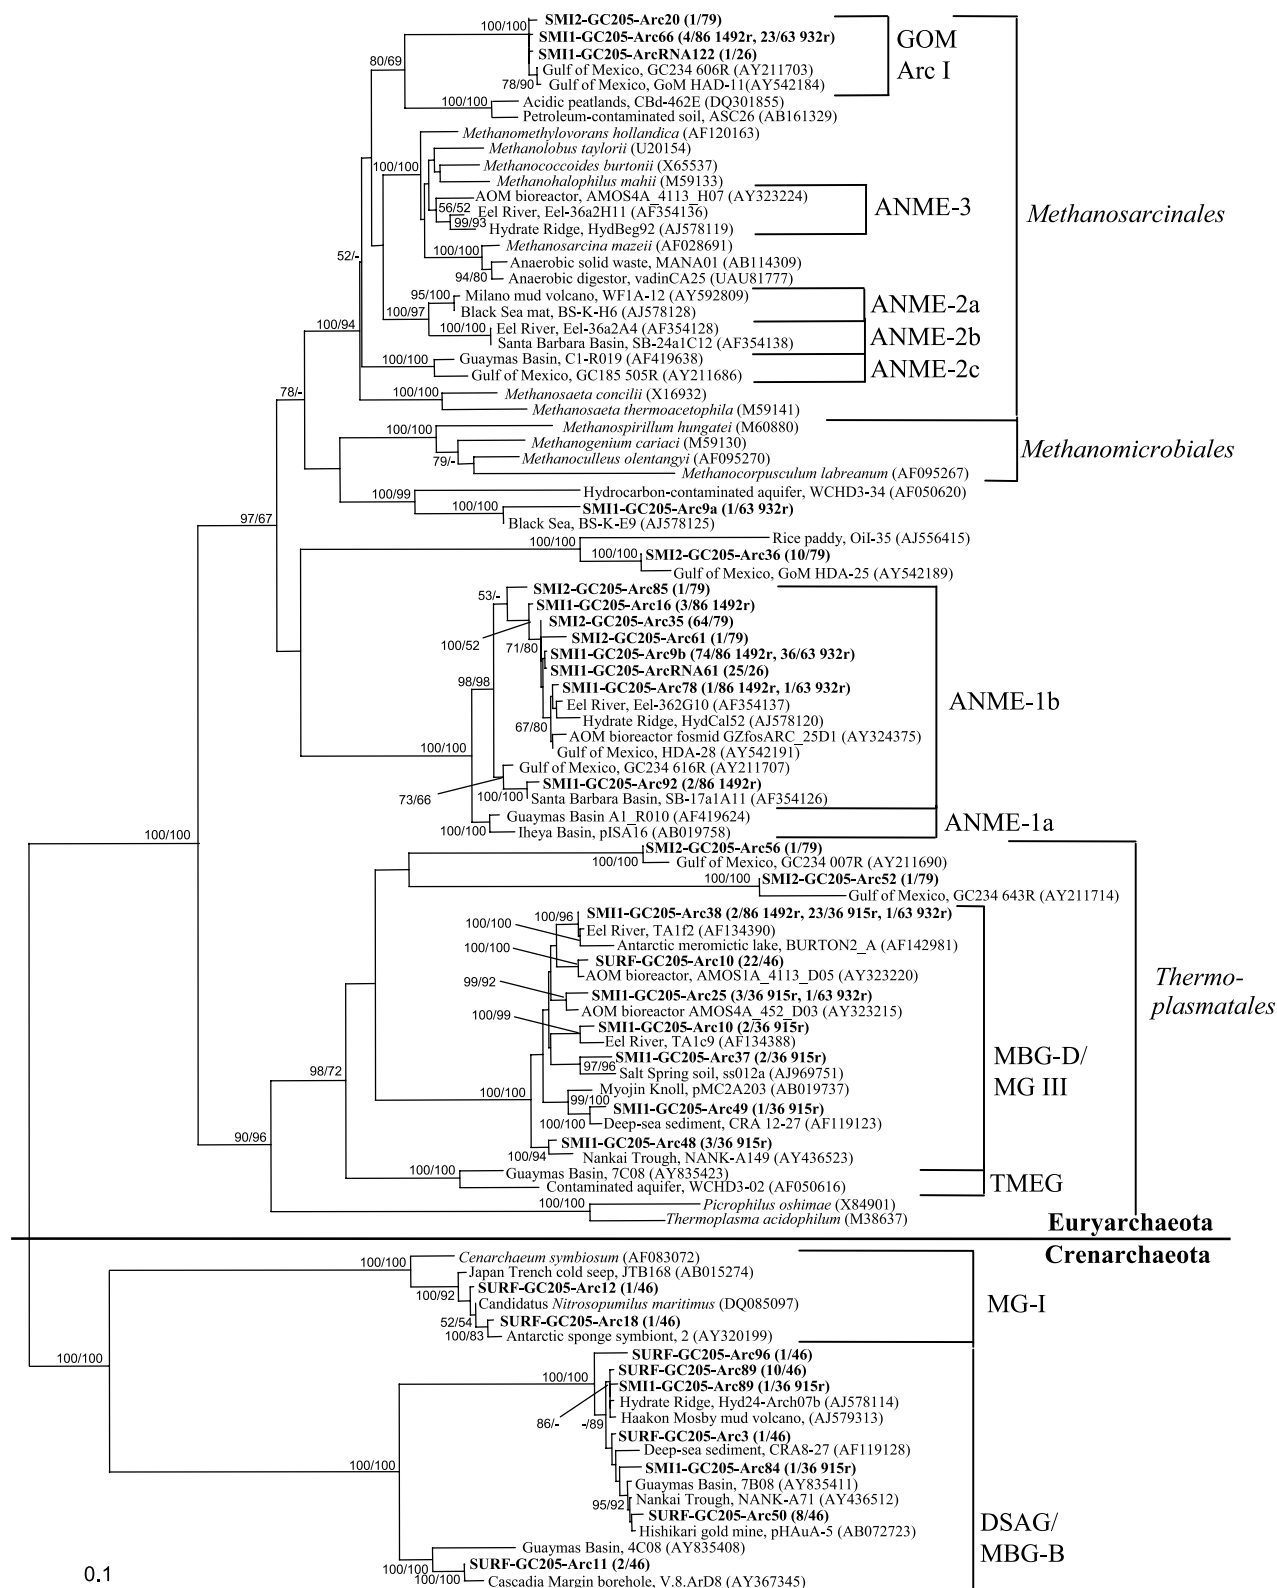 100/100
SMI2-GC205-Arc20 (1/79)
SMI1-GC205-Arc66 (4/86 1492r, 23/63 932r)
SMI1-GC205-ArcRNA122 (1/26)
Gulf of Mexico, GC234 606R (AY211703)
78/90
Gulf of Mexico, GoM HAD-11(AY542184)
GOM
Arc I
80/69
100/100
Acidic peatlands, CBd-462E (DQ301855)
Petroleum-contaminated soil, ASC26 (AB161329)
Methanomethylovorans hollandica (AF120163)
Methanolobus taylorii (U20154)
100/100
Methanococcoides burtonii (X65537)
Methanohalophilus mahii (M59133)
AOM bioreactor, AMOS4A_4113_H07 (AY323224)
56/52
Eel River, Eel-36a2H11 (AF354136)
99/93
Hydrate Ridge, HydBeg92 (AJ578119)
ANME-3
Methanosarcinales
100/100
Methanosarcina mazeii (AF028691)
Anaerobic solid waste, MANA01 (AB114309)
94/80
Anaerobic digestor, vadinCA25 (UAU81777)
52/-
95/100
Milano mud volcano, WF1A-12 (AY592809)
Black Sea mat, BS-K-H6 (AJ578128)
ANME-2a
100/97
100/100
Eel River, Eel-36a2A4 (AF354128)
Santa Barbara Basin, SB-24a1C12 (AF354138)
ANME-2b
100/94
100/100
Guaymas Basin, C1-R019 (AF419638)
Gulf of Mexico, GC185 505R (AY211686)
ANME-2c
78/-
100/100
Methanosaeta concilii (X16932)
Methanosaeta thermoacetophila (M59141)
100/100
Methanospirillum hungatei (M60880)
Methanogenium cariaci (M59130)
79/-
Methanoculleus olentangyi (AF095270)
Methanocorpusculum labreanum (AF095267)
Methanomicrobiales
100/99
Hydrocarbon-contaminated aquifer, WCHD3-34 (AF050620)
100/100
SMI1-GC205-Arc9a (1/63 932r)
Black Sea, BS-K-E9 (AJ578125)
97/67
100/100
Rice paddy, OiI-35 (AJ556415)
100/100
SMI2-GC205-Arc36 (10/79)
Gulf of Mexico, GoM HDA-25 (AY542189)
53/-
SMI2-GC205-Arc85 (1/79)
SMI1-GC205-Arc16 (3/86 1492r)
SMI2-GC205-Arc35 (64/79)
100/52
71/80
SMI2-GC205-Arc61 (1/79)
SMI1-GC205-Arc9b (74/86 1492r, 36/63 932r)
SMI1-GC205-ArcRNA61 (25/26)
98/98
SMI1-GC205-Arc78 (1/86 1492r, 1/63 932r)
Eel River, Eel-362G10 (AF354137)
Hydrate Ridge, HydCal52 (AJ578120)
67/80
AOM bioreactor fosmid GZfosARC_25D1 (AY324375)
Gulf of Mexico, HDA-28 (AY542191)
ANME-1b
100/100
Gulf of Mexico, GC234 616R (AY211707)
SMI1-GC205-Arc92 (2/86 1492r)
73/66
100/100
Santa Barbara Basin, SB-17a1A11 (AF354126)
Guaymas Basin A1_R010 (AF419624)
100/100
Iheya Basin, pISA16 (AB019758)
ANME-1a
100/100
SMI2-GC205-Arc56 (1/79)
100/100
Gulf of Mexico, GC234 007R (AY211690)
100/100
SMI2-GC205-Arc52 (1/79)
Gulf of Mexico, GC234 643R (AY211714)
100/96
SMI1-GC205-Arc38 (2/86 1492r, 23/36 915r, 1/63 932r)
100/100
Eel River, TA1f2 (AF134390)
Antarctic meromictic lake, BURTON2_A (AF142981)
100/100
SURF-GC205-Arc10 (22/46)
AOM bioreactor, AMOS1A_4113_D05 (AY323220)
99/92
SMI1-GC205-Arc25 (3/36 915r, 1/63 932r)
AOM bioreactor AMOS4A_452_D03 (AY323215)
100/99
SMI1-GC205-Arc10 (2/36 915r)
Eel River, TA1c9 (AF134388)
SMI1-GC205-Arc37 (2/36 915r)
97/96
Salt Spring soil, ss012a (AJ969751)
98/72
100/100
Myojin Knoll, pMC2A203 (AB019737)
99/100
SMI1-GC205-Arc49 (1/36 915r)
100/100
Deep-sea sediment, CRA 12-27 (AF119123)
SMI1-GC205-Arc48 (3/36 915r)
100/94
Nankai Trough, NANK-A149 (AY436523)
MBG-D/
MG III
Thermo-
plasmatales
90/96
100/100
Guaymas Basin, 7C08 (AY835423)
Contaminated aquifer, WCHD3-02 (AF050616)
TMEG
100/100
Picrophilus oshimae (X84901)
Thermoplasma acidophilum (M38637)
Euryarchaeota
Crenarchaeota
100/100
Cenarchaeum symbiosum (AF083072)
Japan Trench cold seep, JTB168 (AB015274)
100/92
SURF-GC205-Arc12 (1/46)
Candidatus Nitrosopumilus maritimus (DQ085097)
52/54
SURF-GC205-Arc18 (1/46)
100/83
Antarctic sponge symbiont, 2 (AY320199)
MG-I
100/100
SURF-GC205-Arc96 (1/46)
100/100
SURF-GC205-Arc89 (10/46)
SMI1-GC205-Arc89 (1/36 915r)
Hydrate Ridge, Hyd24-Arch07b (AJ578114)
86/-
-/89
Haakon Mosby mud volcano, (AJ579313)
SURF-GC205-Arc3 (1/46)
Deep-sea sediment, CRA8-27 (AF119128)
100/100
SMI1-GC205-Arc84 (1/36 915r)
Guaymas Basin, 7B08 (AY835411)
95/92
Nankai Trough, NANK-A71 (AY436512)
SURF-GC205-Arc50 (8/46)
Hishikari gold mine, pHAuA-5 (AB072723)
DSAG/
MBG-B
100/100
Guaymas Basin, 4C08 (AY835408)
SURF-GC205-Arc11 (2/46)
100/100
Cascadia Margin borehole, V.8.ArD8 (AY367345)
0.1